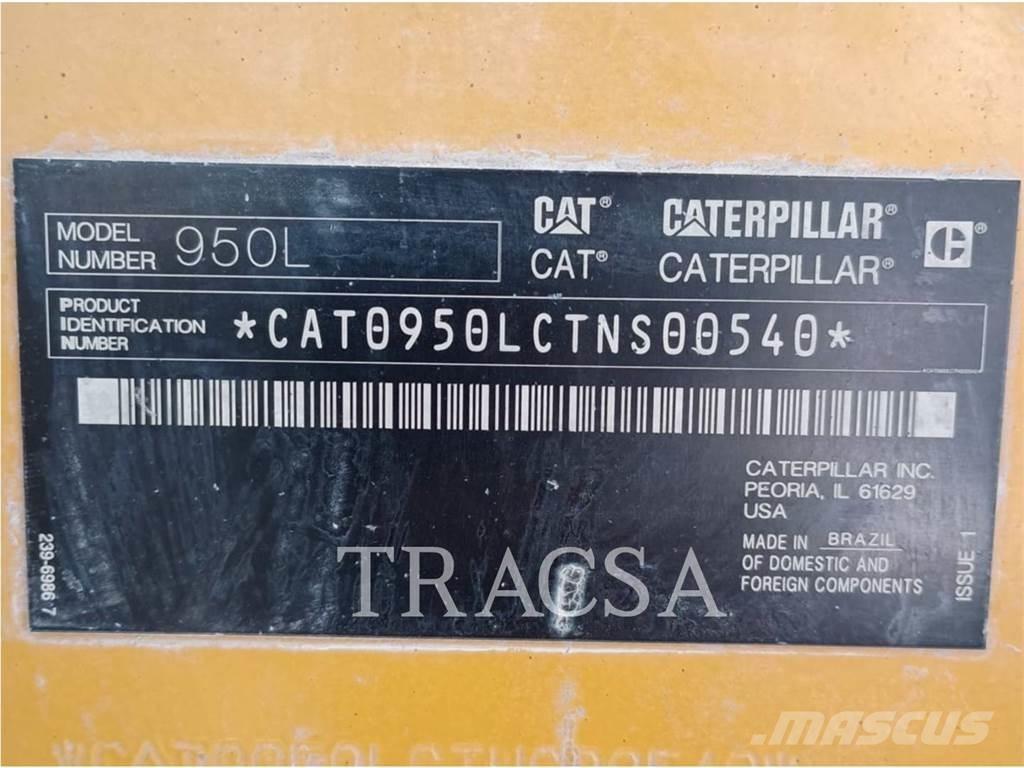 CAT® CATERPILLAR®
MODEL
NUMBER 950L
CAT® CATERPILLAR®
PRODUCT
IDENTIFICATION
NUMBER *CAT0950LCTNS00540*
CATERPILLAR INC.
PEORIA, IL 61629
USA
MADE IN BRAZIL
OF DOMESTIC AND
FOREIGN COMPONENTS
ISSUE 1
239-6986 7
TRACSA
MASCUS